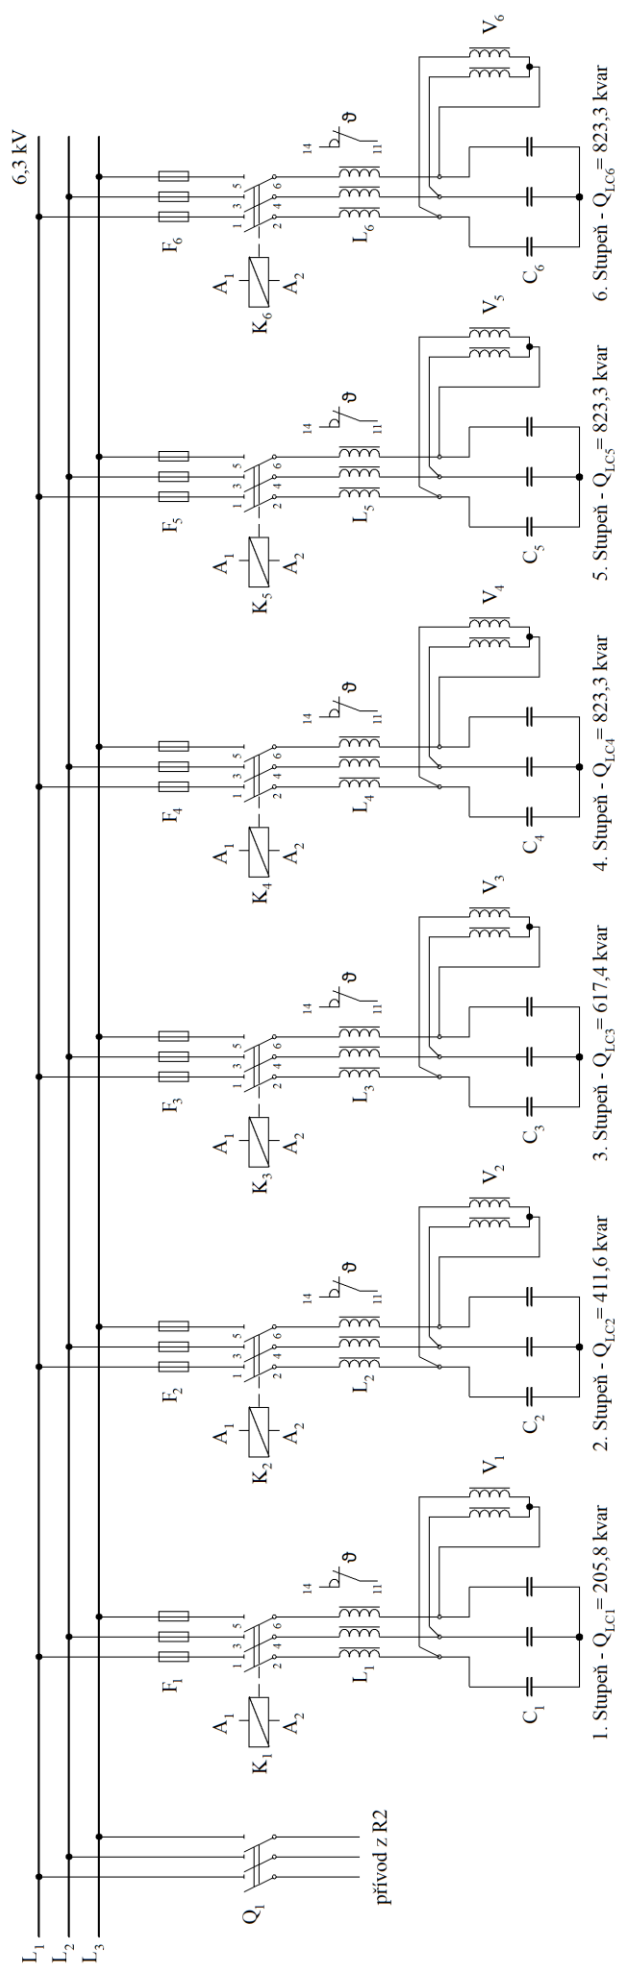 6,3 kV
L1
L2
L3
Q1
přívod z R2
F1
1 3 5
2 4 6
A1
A2
K1
L1
14
11
ϑ
V1
C1
1. Stupeň - QLC1= 205,8 kvar
F2
1 3 5
2 4 6
A1
A2
K2
L2
14
11
ϑ
V2
C2
2. Stupeň - QLC2= 411,6 kvar
F3
1 3 5
2 4 6
A1
A2
K3
L3
14
11
ϑ
V3
C3
3. Stupeň - QLC3= 617,4 kvar
F4
1 3 5
2 4 6
A1
A2
K4
L4
14
11
ϑ
V4
C4
4. Stupeň - QLC4= 823,3 kvar
F5
1 3 5
2 4 6
A1
A2
K5
L5
14
11
ϑ
V5
C5
5. Stupeň - QLC5= 823,3 kvar
F6
1 3 5
2 4 6
A1
A2
K6
L6
14
11
ϑ
V6
C6
6. Stupeň - QLC6= 823,3 kvar